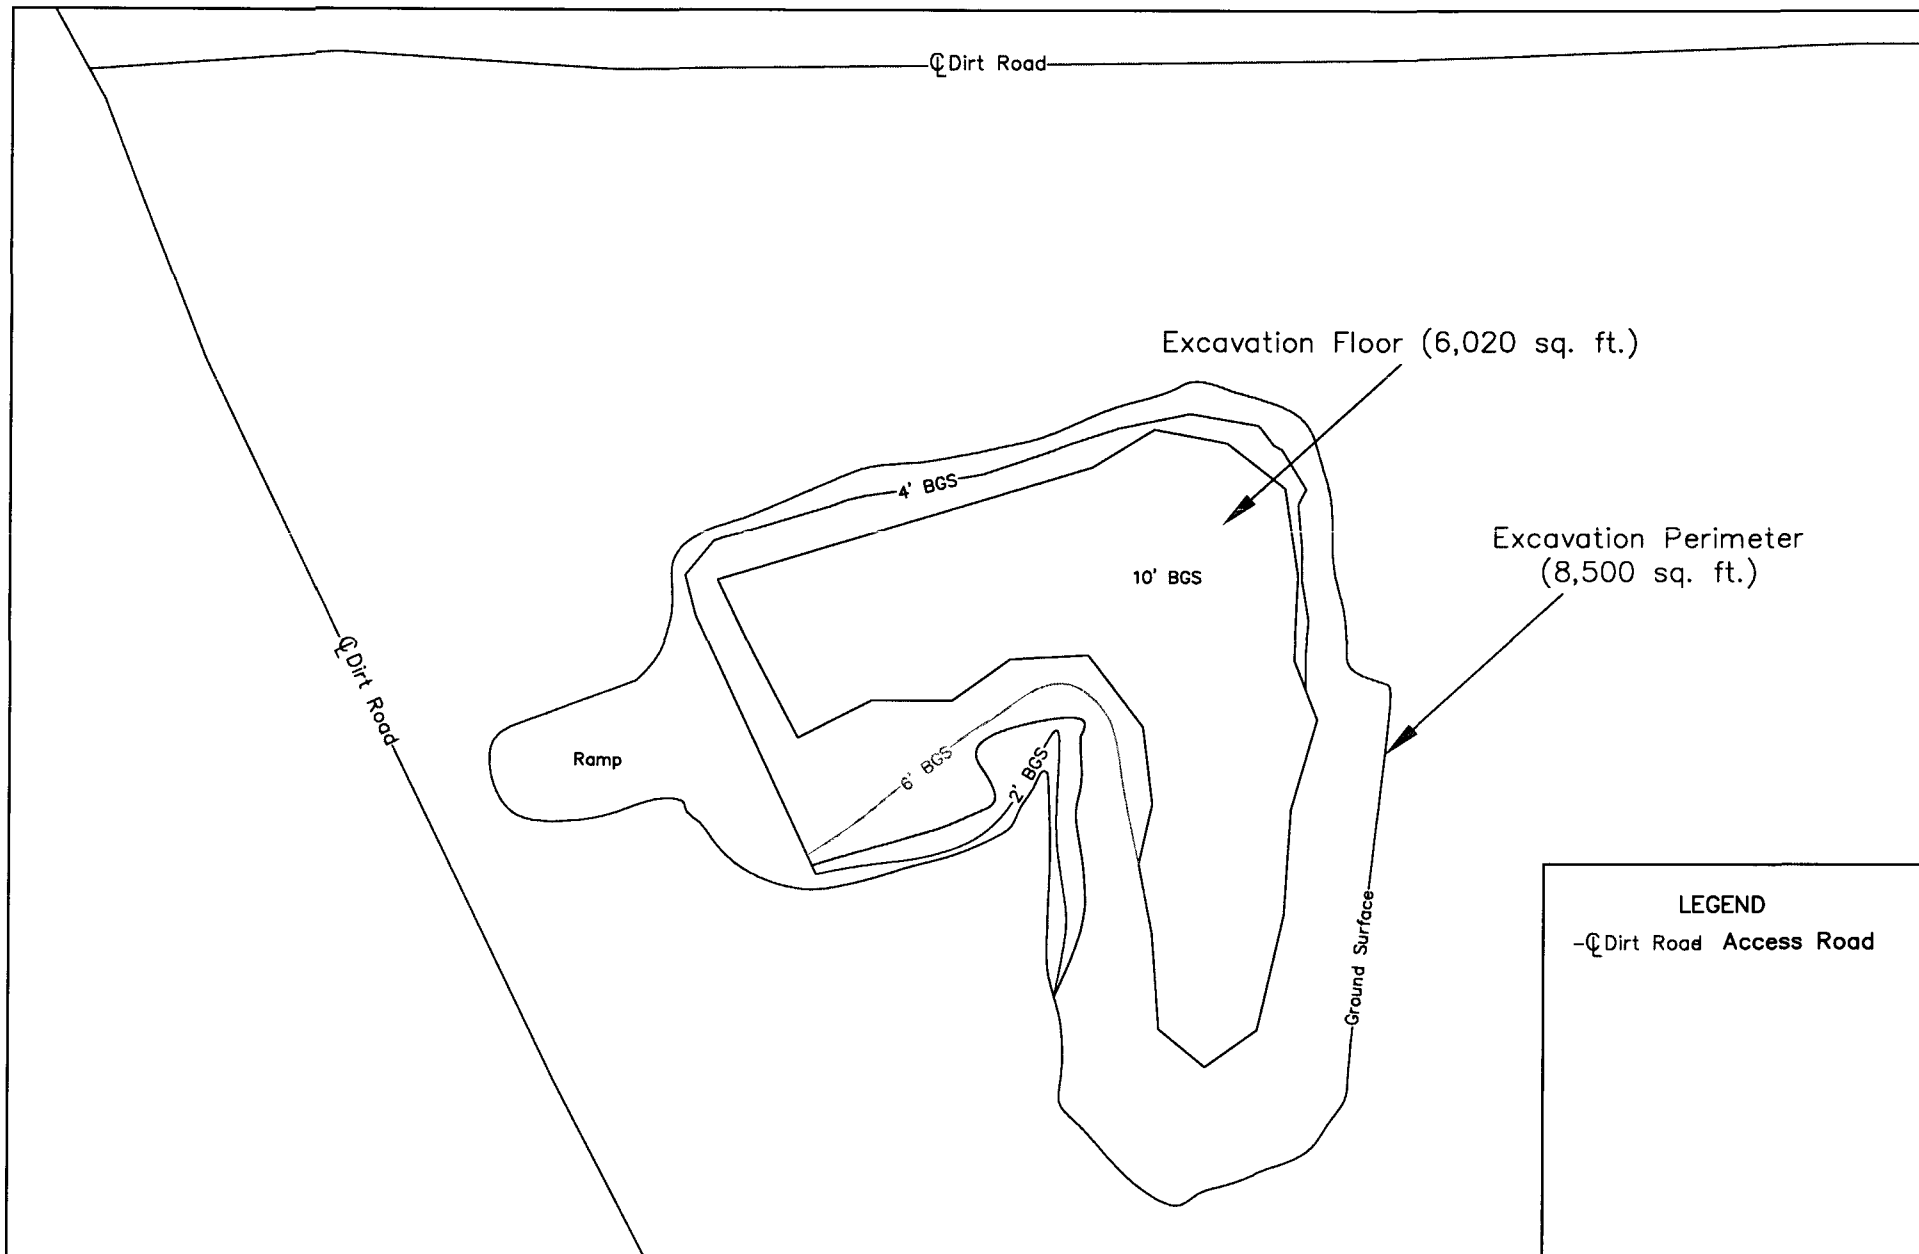 ℄ Dirt Road
Excavation Floor (6,020 sq. ft.)
4' BGS
Excavation Perimeter
(8,500 sq. ft.)
10' BGS
℄ Dirt Road
Ramp
6' BGS
2' BGS
Ground Surface
LEGEND
-℄ Dirt Road Access Road